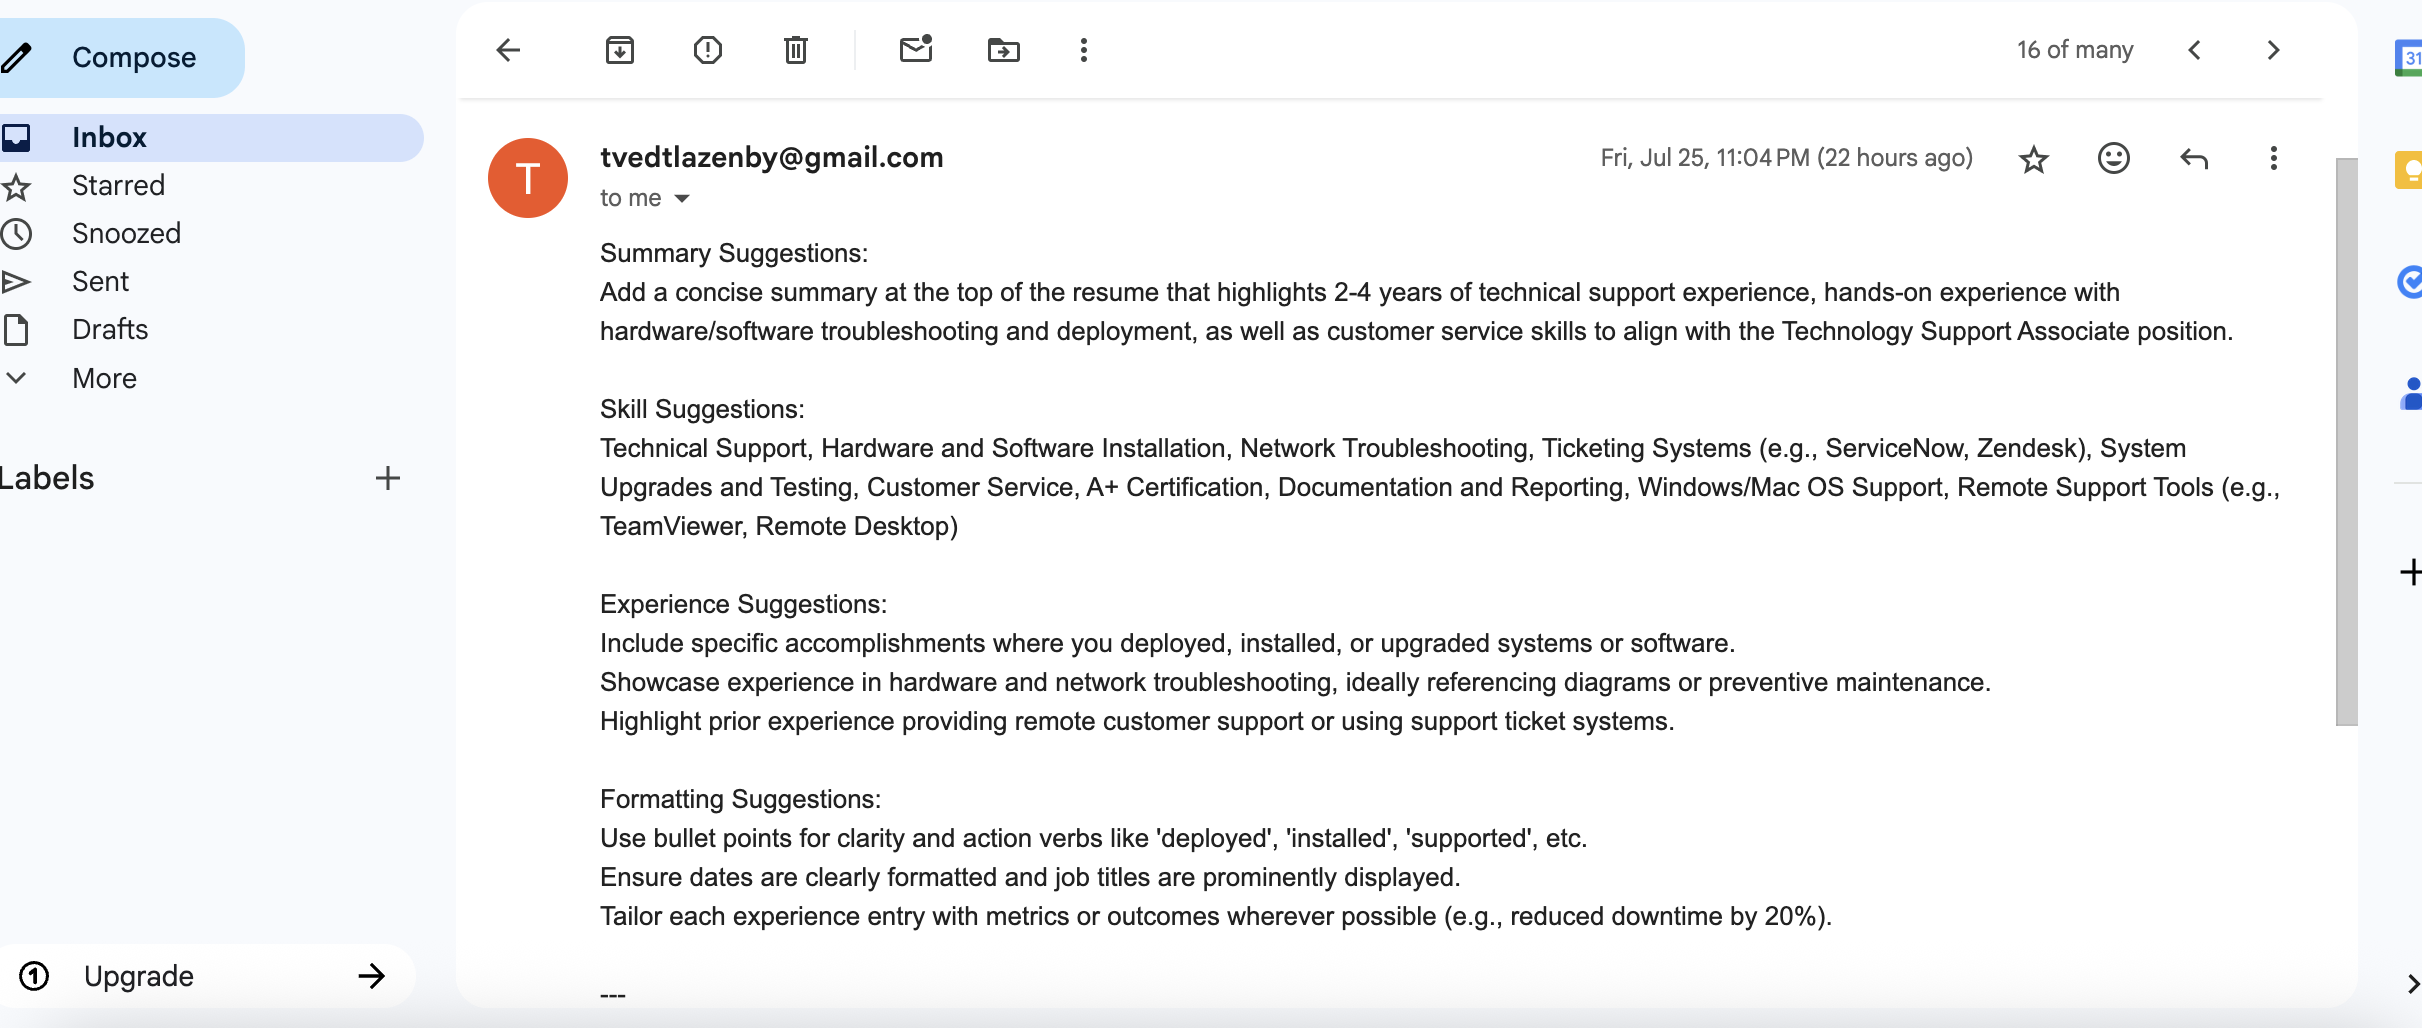 Compose
Inbox
Starred
Snoozed
Sent
Drafts
More
Labels
Upgrade
16 of many
31
T
tvedtlazenby@gmail.com
Fri, Jul 25, 11:04 PM (22 hours ago)
to me
Summary Suggestions:
Add a concise summary at the top of the resume that highlights 2-4 years of technical support experience, hands-on experience with
hardware/software troubleshooting and deployment, as well as customer service skills to align with the Technology Support Associate position.
Skill Suggestions:
Technical Support, Hardware and Software Installation, Network Troubleshooting, Ticketing Systems (e.g., ServiceNow, Zendesk), System
Upgrades and Testing, Customer Service, A+ Certification, Documentation and Reporting, Windows/Mac OS Support, Remote Support Tools (e.g.,
TeamViewer, Remote Desktop)
Experience Suggestions:
Include specific accomplishments where you deployed, installed, or upgraded systems or software.
Showcase experience in hardware and network troubleshooting, ideally referencing diagrams or preventive maintenance.
Highlight prior experience providing remote customer support or using support ticket systems.
Formatting Suggestions:
Use bullet points for clarity and action verbs like 'deployed', 'installed', 'supported', etc.
Ensure dates are clearly formatted and job titles are prominently displayed.
Tailor each experience entry with metrics or outcomes wherever possible (e.g., reduced downtime by 20%).
---